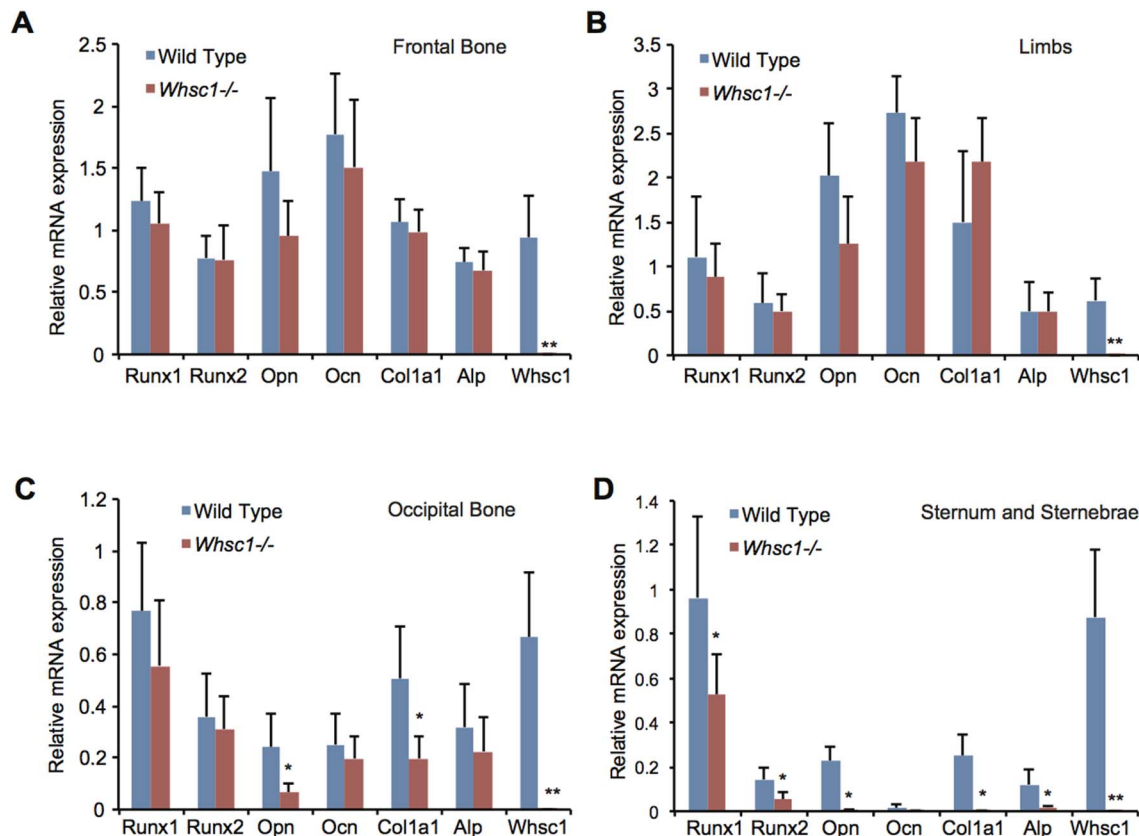 A
Frontal Bone
Wild Type
Whsc1-/-
Relative mRNA expression
2.5
2
1.5
1
0.5
0
**
Runx1 Runx2 Opn Ocn Col1a1 Alp Whsc1
B
Limbs
Wild Type
Whsc1-/-
Relative mRNA expression
3.5
3
2.5
2
1.5
1
0.5
0
**
Runx1 Runx2 Opn Ocn Col1a1 Alp Whsc1
C
Occipital Bone
Wild Type
Whsc1-/-
Relative mRNA expression
1.2
1
0.8
0.6
0.4
0.2
0
* * **
Runx1 Runx2 Opn Ocn Col1a1 Alp Whsc1
D
Sternum and Sternebrae
Wild Type
Whsc1-/-
Relative mRNA expression
1.4
1.2
1
0.8
0.6
0.4
0.2
0
* * * * * **
Runx1 Runx2 Opn Ocn Col1a1 Alp Whsc1